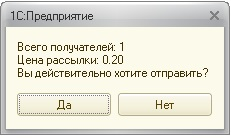 1С:Предприятие
Всего получателей: 1
Цена рассылки: 0.20
Вы действительно хотите отправить?
Да
Нет